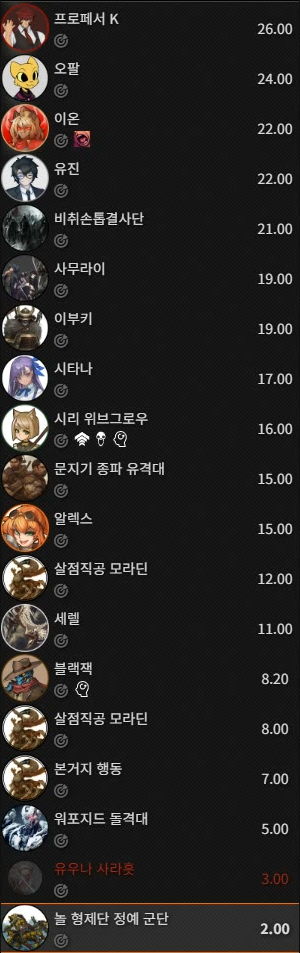 프로페서 K
26.00
오팔
24.00
이온
22.00
유진
22.00
비취손톱결사단
21.00
사무라이
19.00
이부키
19.00
시타나
17.00
시리 위브그로우
16.00
문지기 종파 유격대
15.00
알렉스
15.00
살점직공 모라딘
12.00
세렐
11.00
블랙잭
8.20
살점직공 모라딘
8.00
본거지 행동
7.00
워포지드 돌격대
5.00
유우나 사라홋
3.00
놀 형제단 정예 군단
2.00